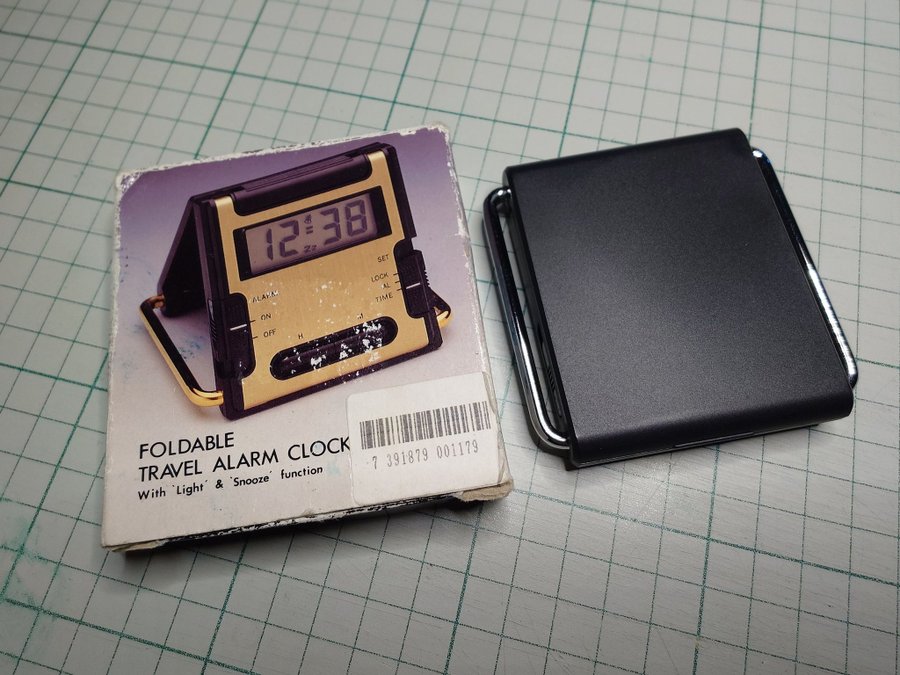 12:38
Zz
SET
LOCK
AL
TIME
ALARM
ON
OFF
H
M
FOLDABLE
TRAVEL ALARM CLOCK
With 'Light' & 'Snooze' function
7 391879 001179